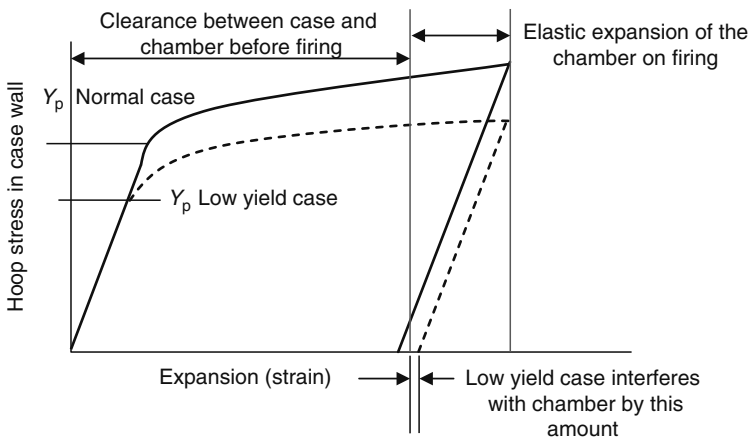 Clearance between case and
chamber before firing
Elastic expansion of the
chamber on firing
Yp Normal case
Yp Low yield case
Hoop stress in case wall
Expansion (strain)
Low yield case interferes
with chamber by this
amount